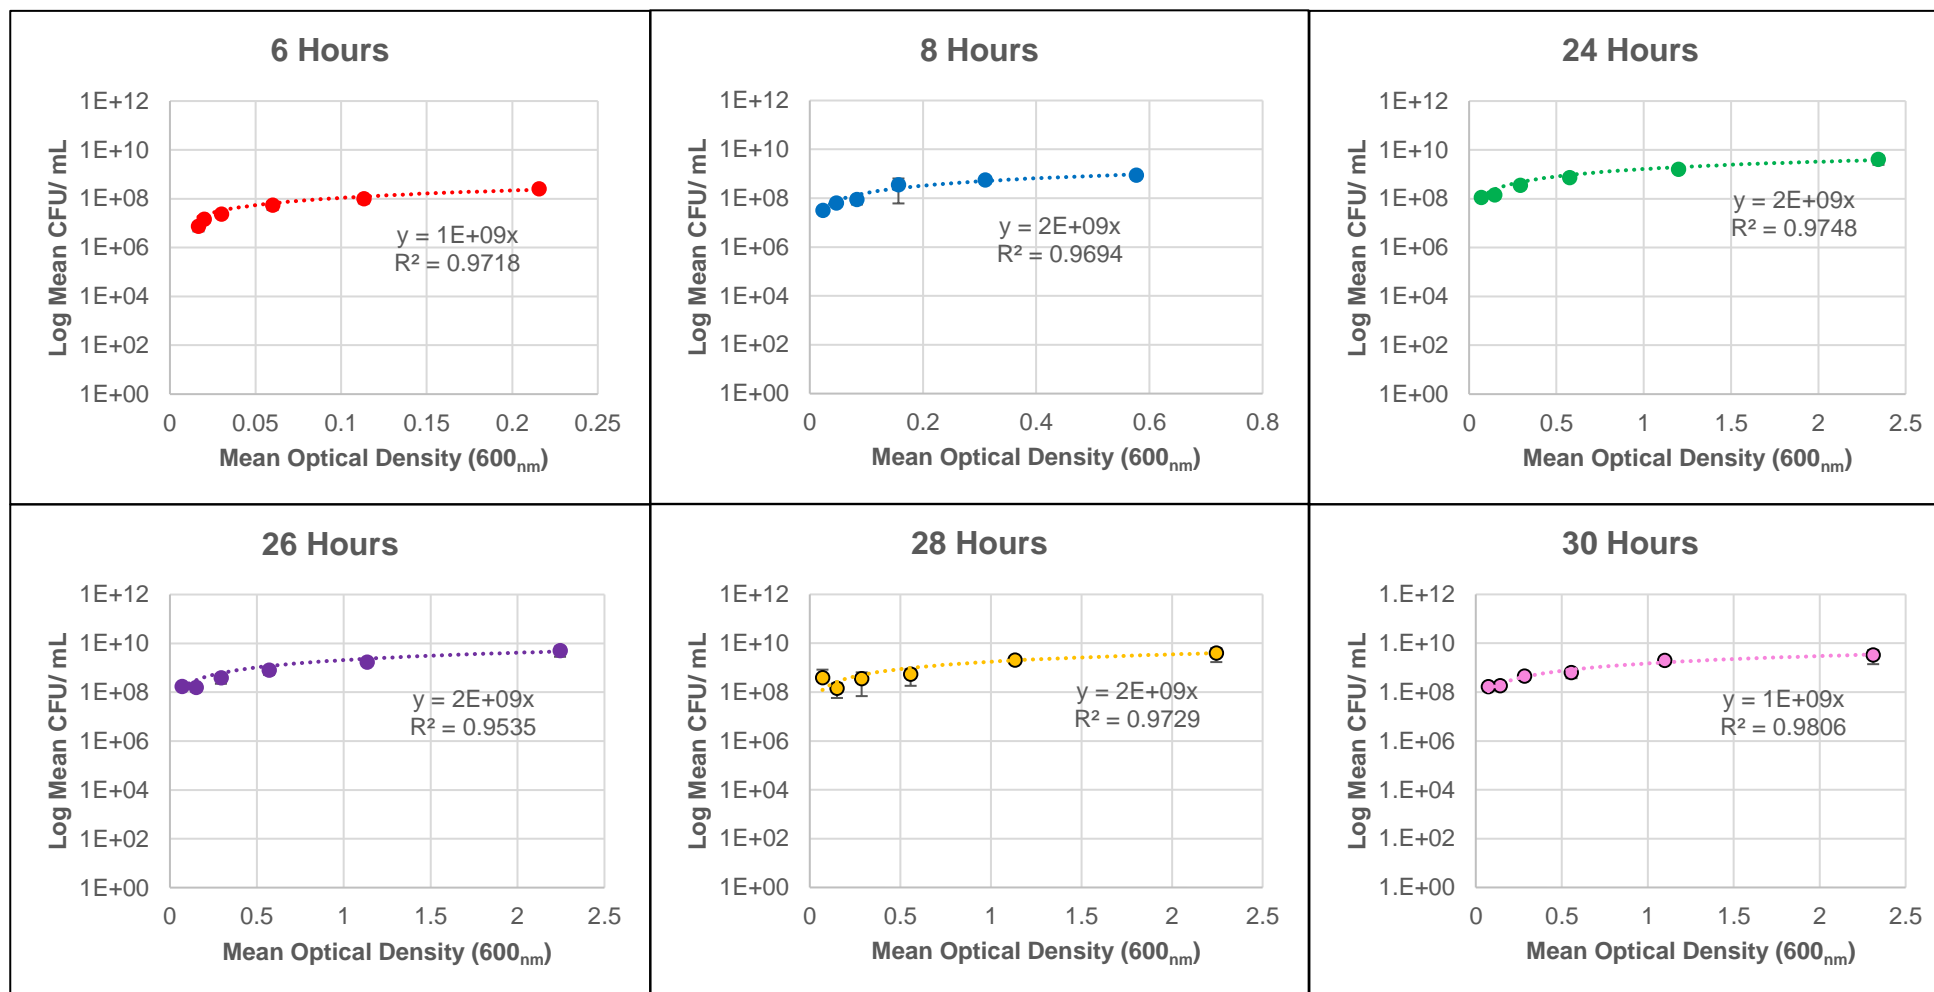 6 Hours
1E+12
1E+10
1E+08
1E+06
1E+04
1E+02
1E+00
Log Mean CFU/ mL
y = 1E+09x
R² = 0.9718
0 0.05 0.1 0.15 0.2 0.25
Mean Optical Density (600nm)
8 Hours
1E+12
1E+10
1E+08
1E+06
1E+04
1E+02
1E+00
Log Mean CFU/ mL
y = 2E+09x
R² = 0.9694
0 0.2 0.4 0.6 0.8
Mean Optical Density (600nm)
24 Hours
1E+12
1E+10
1E+08
1E+06
1E+04
1E+02
1E+00
Log Mean CFU/ mL
y = 2E+09x
R² = 0.9748
0 0.5 1 1.5 2 2.5
Mean Optical Density (600nm)
26 Hours
1E+12
1E+10
1E+08
1E+06
1E+04
1E+02
1E+00
Log Mean CFU/ mL
y = 2E+09x
R² = 0.9535
0 0.5 1 1.5 2 2.5
Mean Optical Density (600nm)
28 Hours
1E+12
1E+10
1E+08
1E+06
1E+04
1E+02
1E+00
Log Mean CFU/ mL
y = 2E+09x
R² = 0.9729
0 0.5 1 1.5 2 2.5
Mean Optical Density (600nm)
30 Hours
1.E+12
1.E+10
1.E+08
1.E+06
1.E+04
1.E+02
1.E+00
Log Mean CFU/ mL
y = 1E+09x
R² = 0.9806
0 0.5 1 1.5 2 2.5
Mean Optical Density (600nm)